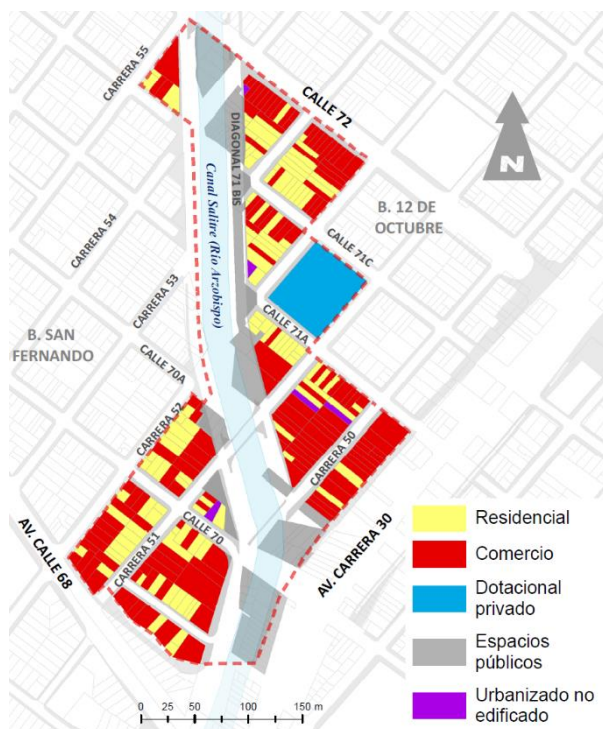 CARRERA 55
CALLE 72
DIAGONAL 71 BIS
Canal Salitre (Rio Arzobispo)
N
B. 12 DE
OCTUBRE
CARRERA 54
CALLE 71C
CARRERA 53
B. SAN
FERNANDO
CALLE 71A
CALLE 70A
CARRERA 52
CARRERA 50
CARRERA 51
CALLE 70
AV. CALLE 68
AV. CARRERA 30
Residencial
Comercio
Dotacional
privado
Espacios
públicos
Urbanizado no
edificado
0 25 50 100 150 m